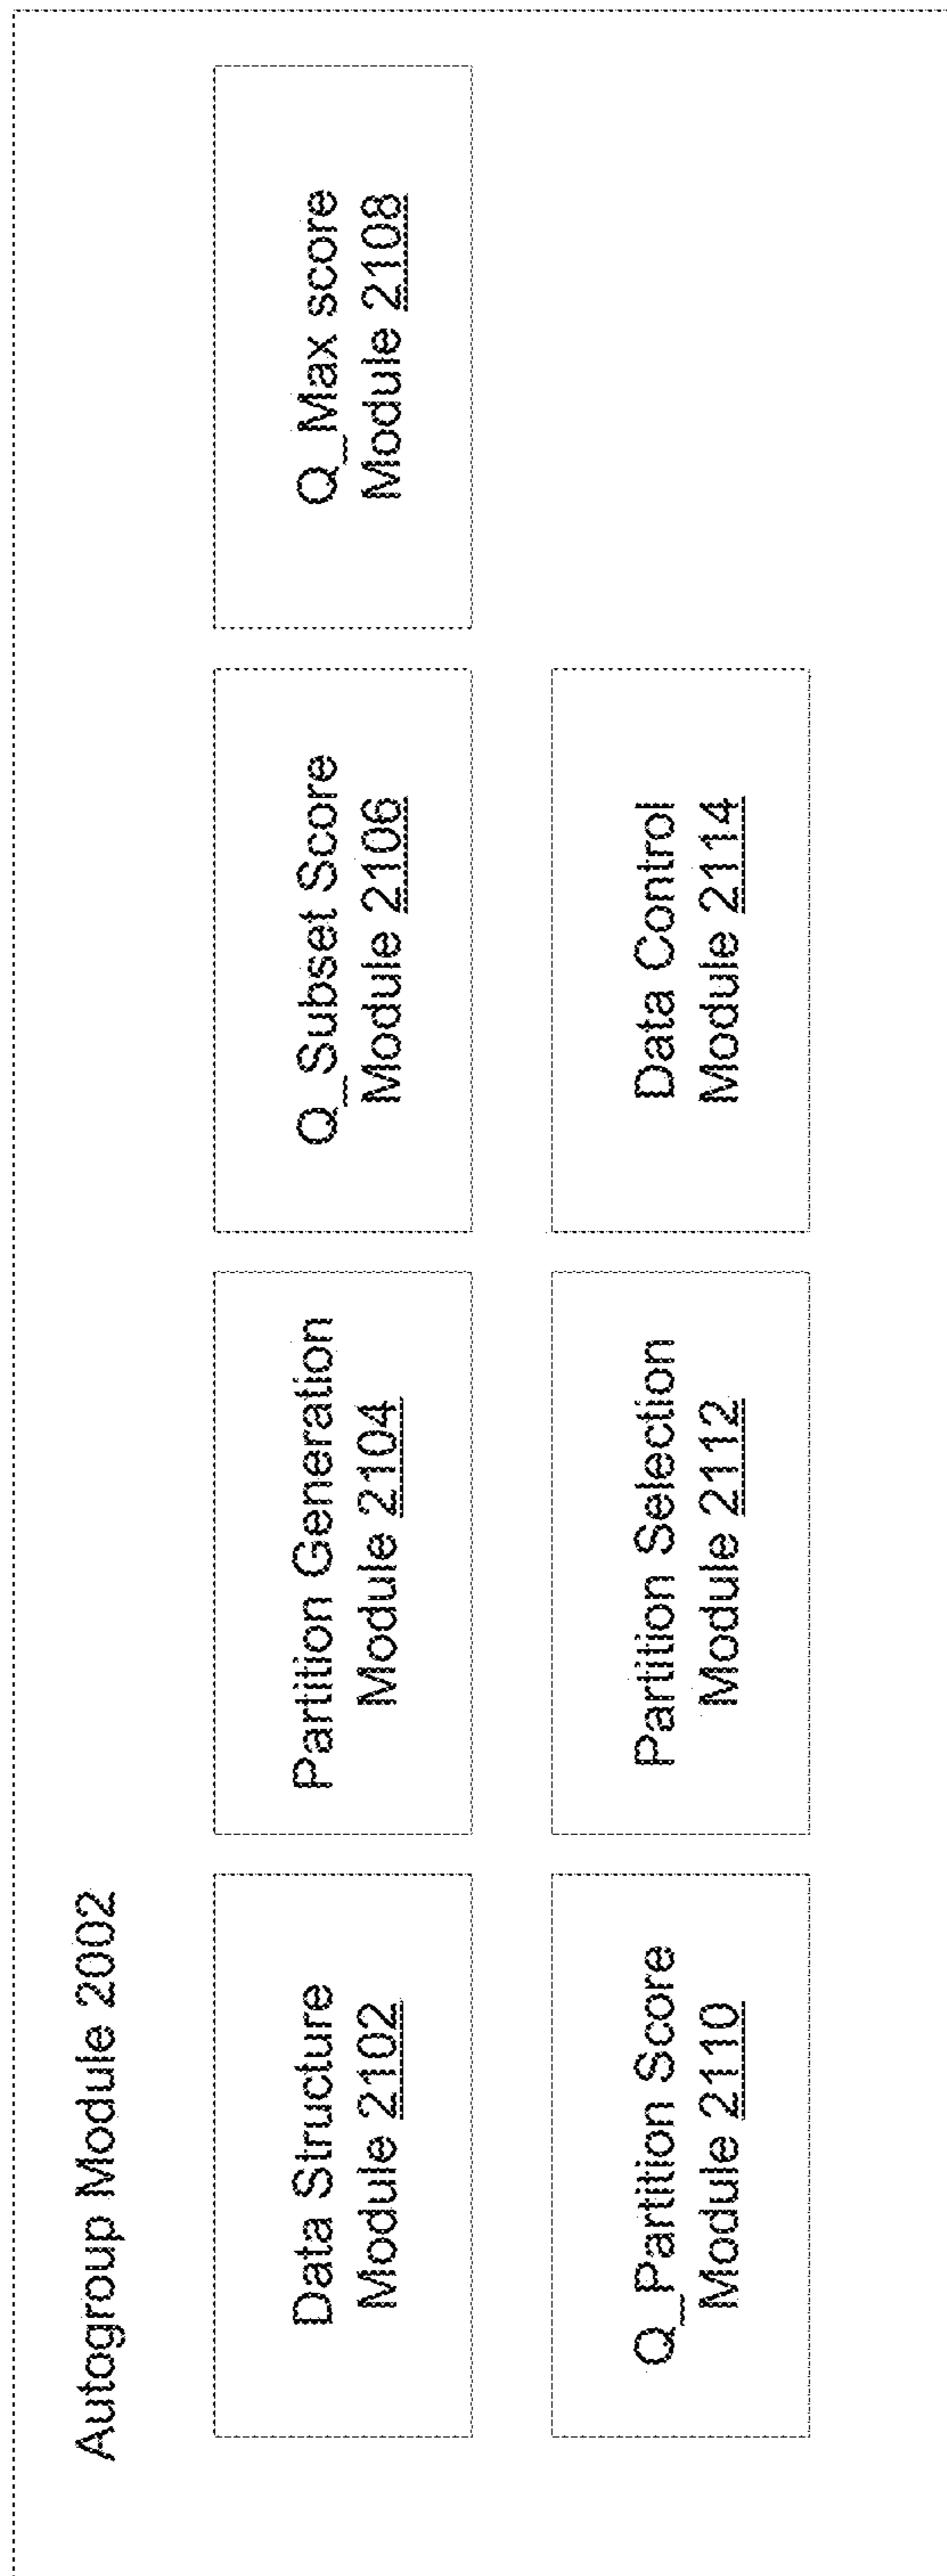 Autogroup Module 2002
Data Structure
Module 2102
Partition Generation
Module 2104
Q_Subset Score
Module 2106
Q_Max score
Module 2108
Q_Partition Score
Module 2110
Partition Selection
Module 2112
Data Control
Module 2114